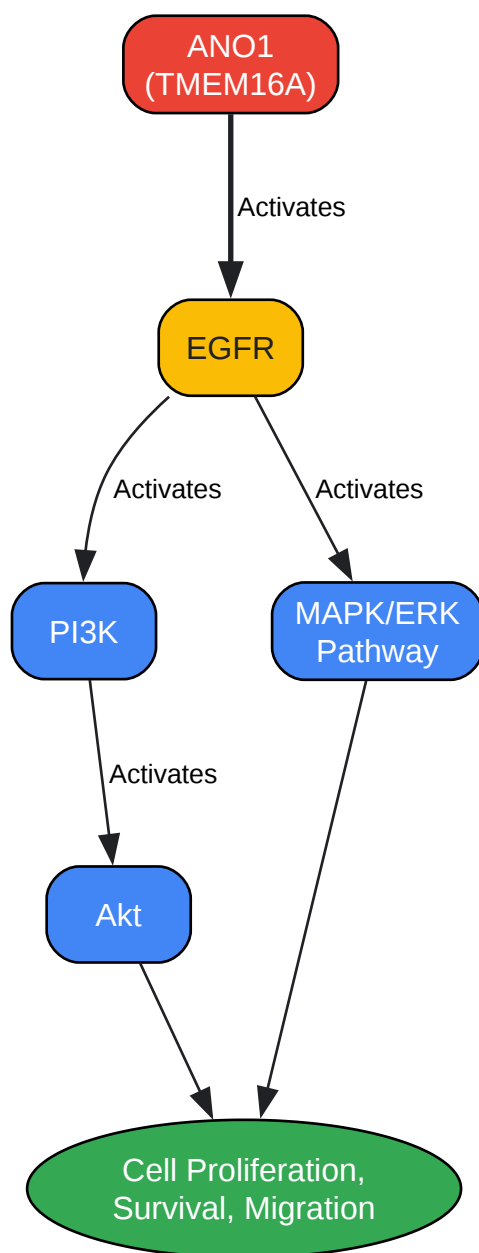 ANO1
(TMEM16A)
Activates
EGFR
Activates
Activates
PI3K
MAPK/ERK
Pathway
Activates
Akt
Cell Proliferation,
Survival, Migration